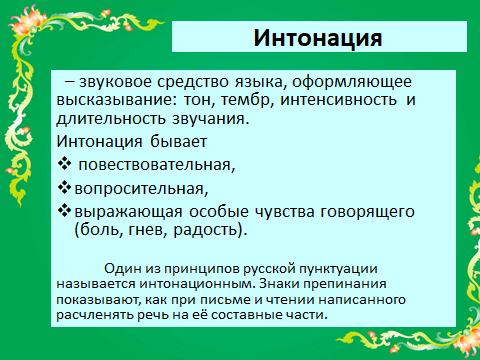 Интонация
– звуковое средство языка, оформляющее
высказывание: тон, тембр, интенсивность и
длительность звучания.
Интонация бывает
❖ повествовательная,
❖ вопросительная,
❖ выражающая особые чувства говорящего
(боль, гнев, радость).
Один из принципов русской пунктуации
называется интонационным. Знаки препинания
показывают, как при письме и чтении написанного
расчленять речь на её составные части.